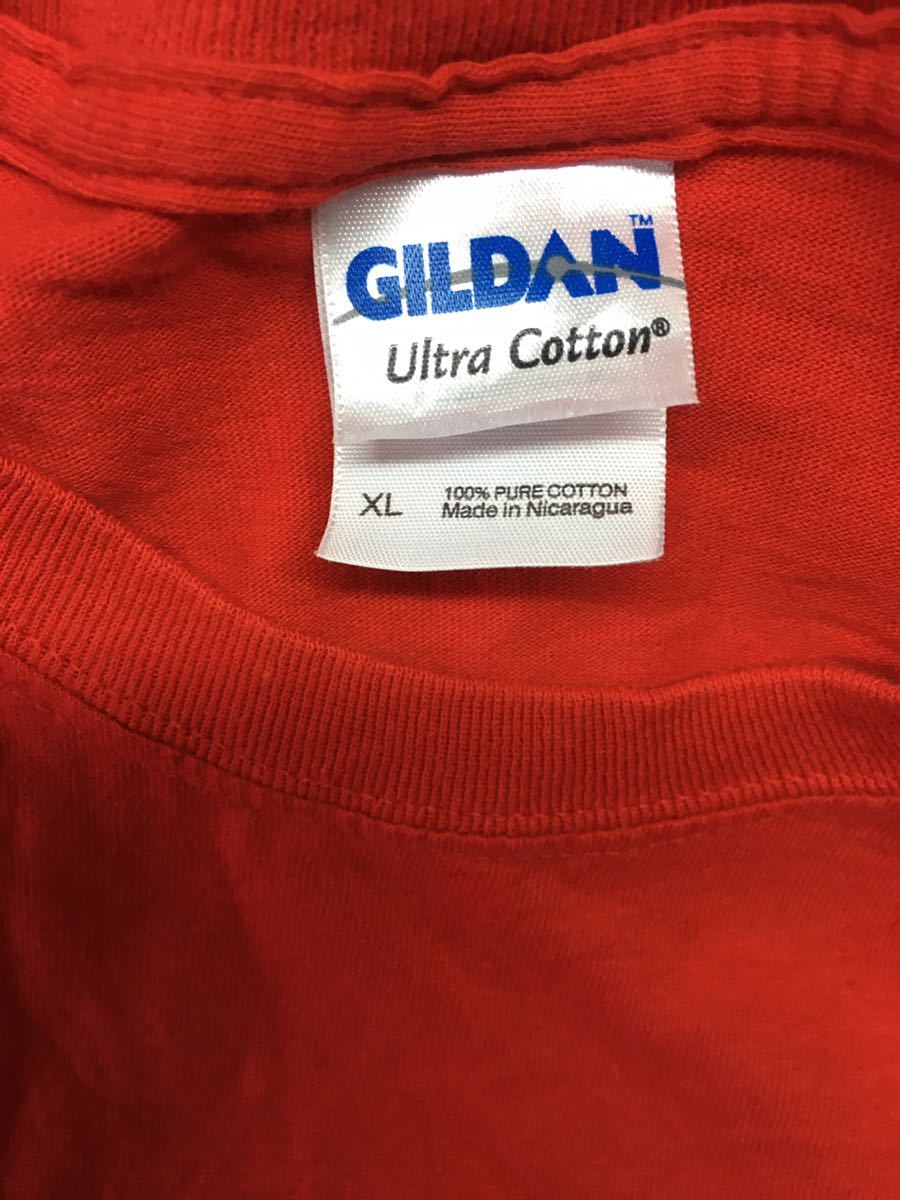 GILDAN™
Ultra Cotton®
XL
100% PURE COTTON
Made in Nicaragua